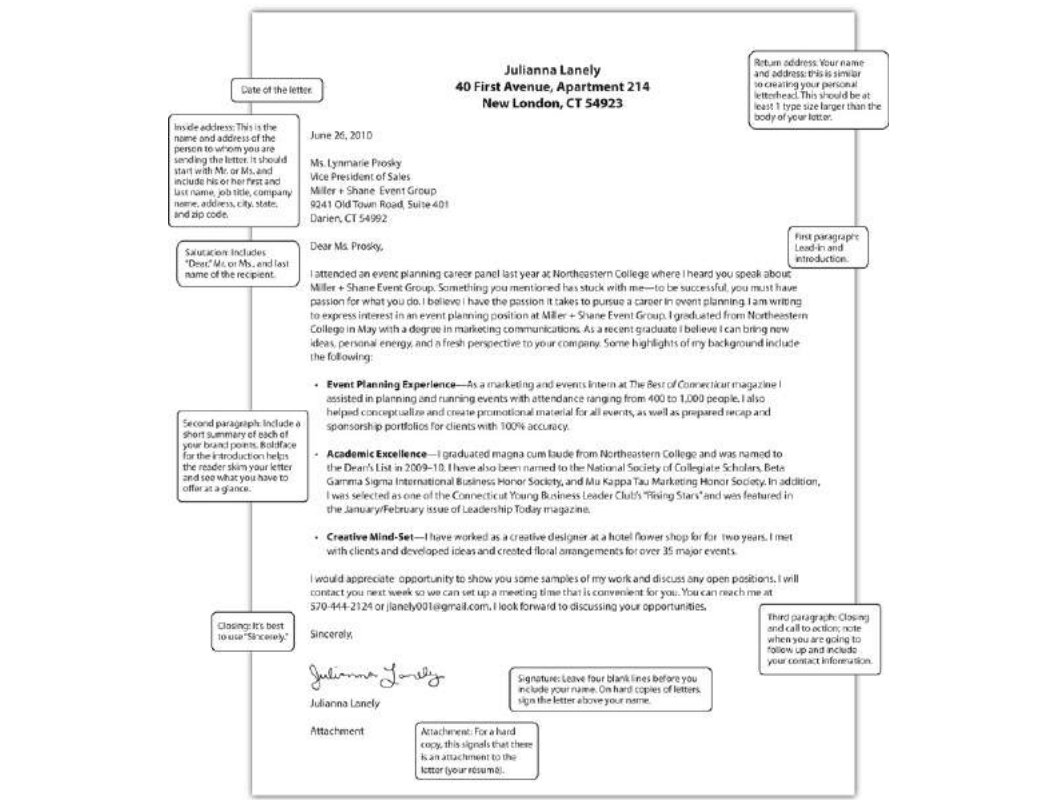 Julianna Lanely
40 First Avenue, Apartment 214
New London, CT 54923
Return address: Your name
and address; this is similar
to creating your personal
letterhead. This should be at
least 1 type size larger than the
body of your letter.
Date of the letter.
June 26, 2010
Inside address: This is the
name and address of the
person to whom you are
sending the letter. It should
start with Mr. or Ms. and
include his or her first and
last name, job title, company
name, address, city, state,
and zip code.
Ms. Lynmarie Prosky
Vice President of Sales
Miller + Shane Event Group
9241 Old Town Road, Suite 401
Darien, CT 54992
Salutation: Includes
"Dear," Mr. or Ms., and last
name of the recipient.
Dear Ms. Prosky,
First paragraph:
Lead-in and
introduction.
I attended an event planning career panel last year at Northeastern College where I heard you speak about
Miller + Shane Event Group. Something you mentioned has stuck with me—to be successful, you must have
passion for what you do. I believe I have the passion it takes to pursue a career in event planning. I am writing
to express interest in an event planning position at Miller + Shane Event Group. I graduated from Northeastern
College in May with a degree in marketing communications. As a recent graduate I believe I can bring new
ideas, personal energy, and a fresh perspective to your company. Some highlights of my background include
the following:
Second paragraph: Include a
short summary of each of
your brand points. Boldface
for the introduction helps
the reader skim your letter
and see what you have to
offer at a glance.
• Event Planning Experience—As a marketing and events intern at The Best of Connecticut magazine I
assisted in planning and running events with attendance ranging from 400 to 1,000 people. I also
helped conceptualize and create promotional material for all events, as well as prepared recap and
sponsorship portfolios for clients with 100% accuracy.
• Academic Excellence—I graduated magna cum laude from Northeastern College and was named to
the Dean's List in 2009–10. I have also been named to the National Society of Collegiate Scholars, Beta
Gamma Sigma International Business Honor Society, and Mu Kappa Tau Marketing Honor Society. In addition,
I was selected as one of the Connecticut Young Business Leader Club's "Rising Stars" and was featured in
the January/February issue of Leadership Today magazine.
• Creative Mind-Set—I have worked as a creative designer at a hotel flower shop for for two years. I met
with clients and developed ideas and created floral arrangements for over 35 major events.
I would appreciate opportunity to show you some samples of my work and discuss any open positions. I will
contact you next week so we can set up a meeting time that is convenient for you. You can reach me at
570-444-2124 or jlanely001@gmail.com. I look forward to discussing your opportunities.
Third paragraph: Closing
and call to action; note
when you are going to
follow up and include
your contact information.
Closing: It's best
to use "Sincerely."
Sincerely,
Julianna Lanely
Signature: Leave four blank lines before you
include your name. On hard copies of letters,
sign the letter above your name.
Julianna Lanely
Attachment
Attachment: For a hard
copy, this signals that there
is an attachment to the
letter (your résumé).